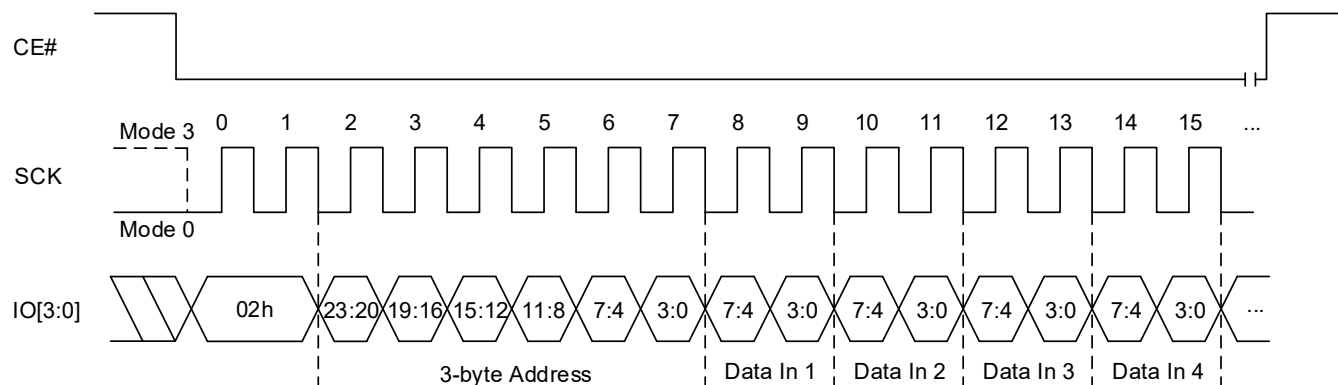 CE#
0 1 2 3 4 5 6 7 8 9 10 11 12 13 14 15 ...
Mode 3
SCK
Mode 0
IO[3:0] 02h 23:20 19:16 15:12 11:8 7:4 3:0 7:4 3:0 7:4 3:0 7:4 3:0 7:4 3:0 ...
3-byte Address Data In 1 Data In 2 Data In 3 Data In 4